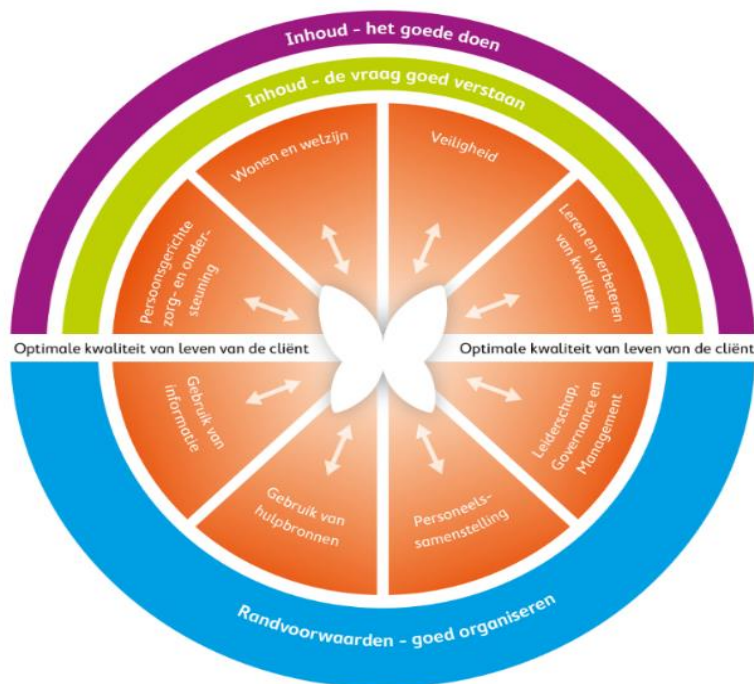 Inhoud - het goede doen
Inhoud - de vraag goed verstaan
Wonen en welzijn
Veiligheid
Persoonsgerichte
zorg- en onder-
steuning
Leren en verbeteren
van kwaliteit
Optimale kwaliteit van leven van de cliënt
Optimale kwaliteit van leven van de cliënt
Gebruik van
informatie
Leiderschap,
Governance en
Management
Gebruik van
hulpbronnen
Personeels-
samenstelling
Randvoorwaarden - goed organiseren